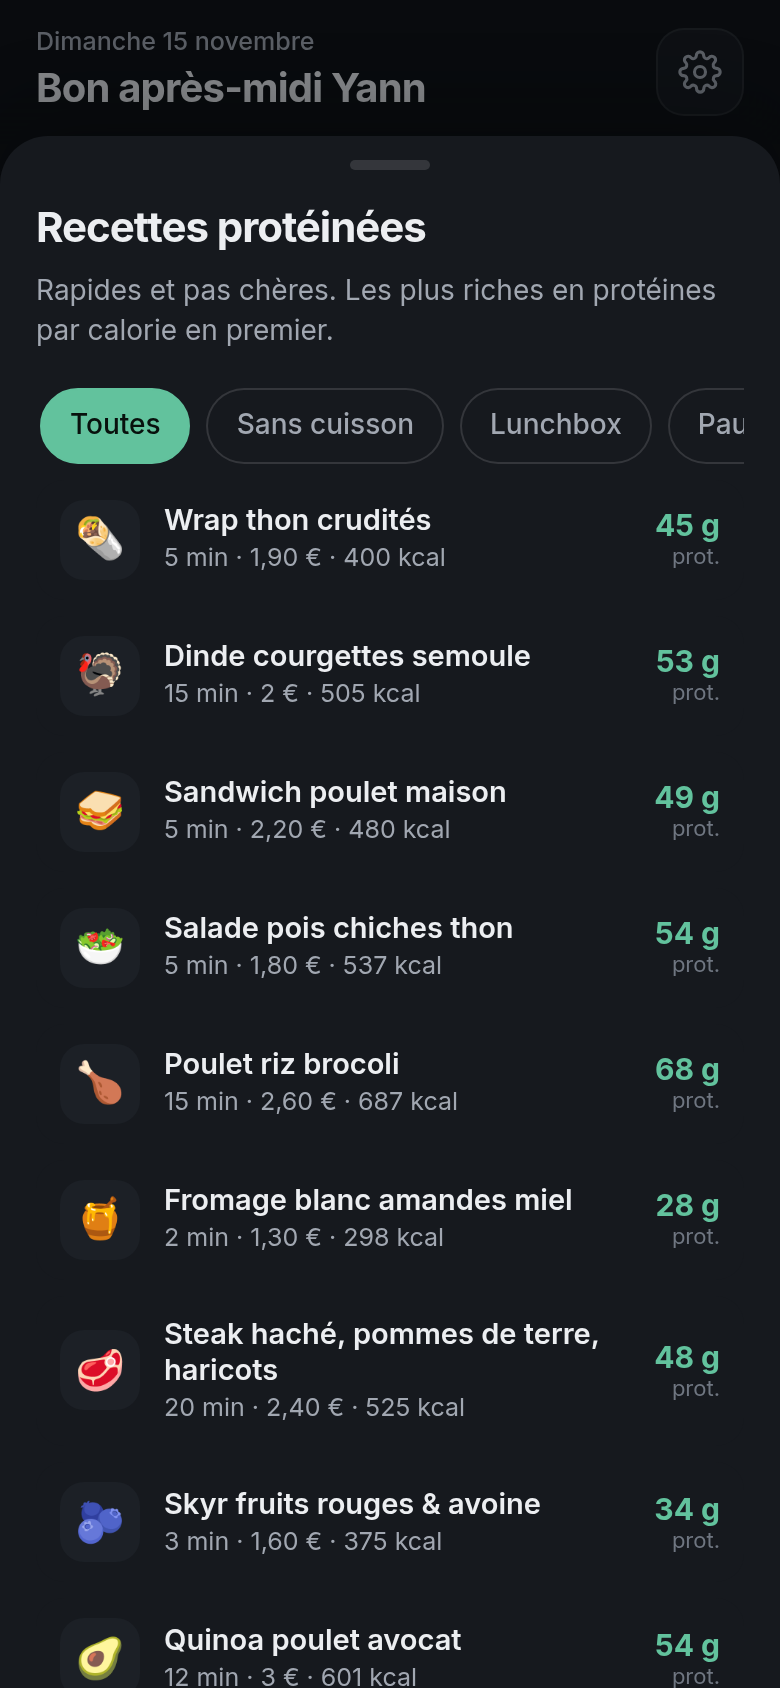 Dimanche 15 novembre
Bon après-midi Yann
Recettes protéinées
Rapides et pas chères. Les plus riches en protéines
par calorie en premier.
Toutes
Sans cuisson
Lunchbox
Pau
Wrap thon crudités
45 g
5 min · 1,90 € · 400 kcal
prot.
Dinde courgettes semoule
53 g
15 min · 2 € · 505 kcal
prot.
Sandwich poulet maison
49 g
5 min · 2,20 € · 480 kcal
prot.
Salade pois chiches thon
54 g
5 min · 1,80 € · 537 kcal
prot.
Poulet riz brocoli
68 g
15 min · 2,60 € · 687 kcal
prot.
Fromage blanc amandes miel
28 g
2 min · 1,30 € · 298 kcal
prot.
Steak haché, pommes de terre,
haricots
48 g
20 min · 2,40 € · 525 kcal
prot.
Skyr fruits rouges & avoine
34 g
3 min · 1,60 € · 375 kcal
prot.
Quinoa poulet avocat
54 g
12 min · 3 € · 601 kcal
prot.